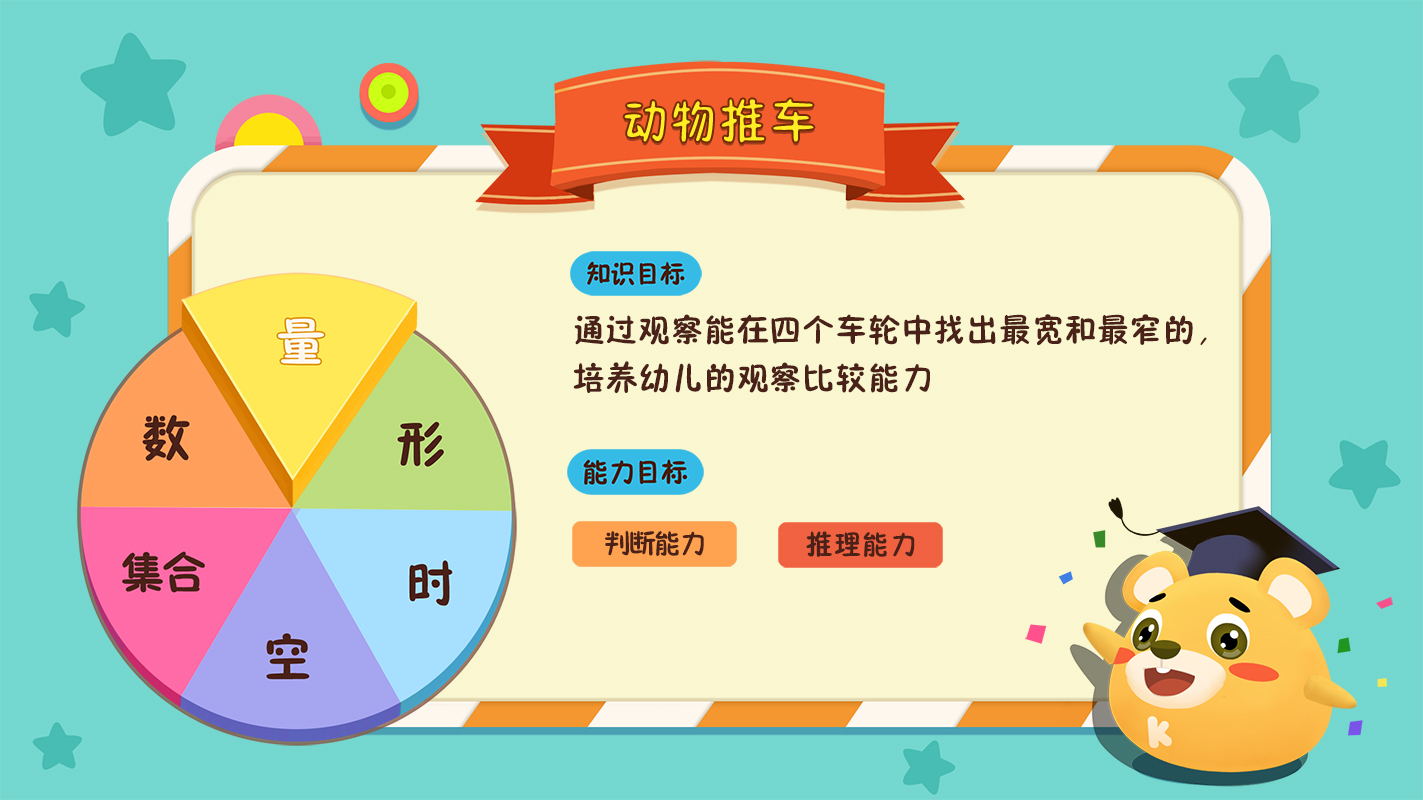 动物推车
量
数
形
集合
时
空
知识目标
通过观察能在四个车轮中找出最宽和最窄的，
培养幼儿的观察比较能力
能力目标
判断能力
推理能力
K